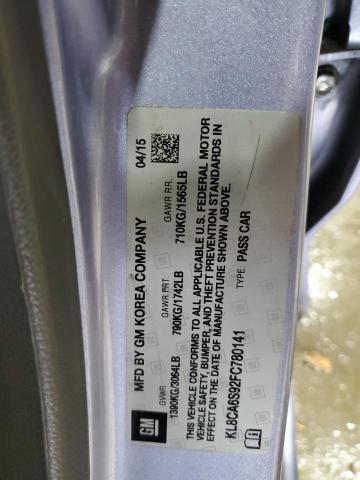 MFD BY GM KOREA COMPANY 04/15
GVWR GAWR FRT GAWR RR
1390KG/3064LB 790KG/1742LB 710KG/1565LB
THIS VEHICLE CONFORMS TO ALL APPLICABLE U.S. FEDERAL MOTOR
VEHICLE SAFETY, BUMPER, AND THEFT PREVENTION STANDARDS IN
EFFECT ON THE DATE OF MANUFACTURE SHOWN ABOVE.
KL8CA6S92FC780141 TYPE: PASS CAR
GM